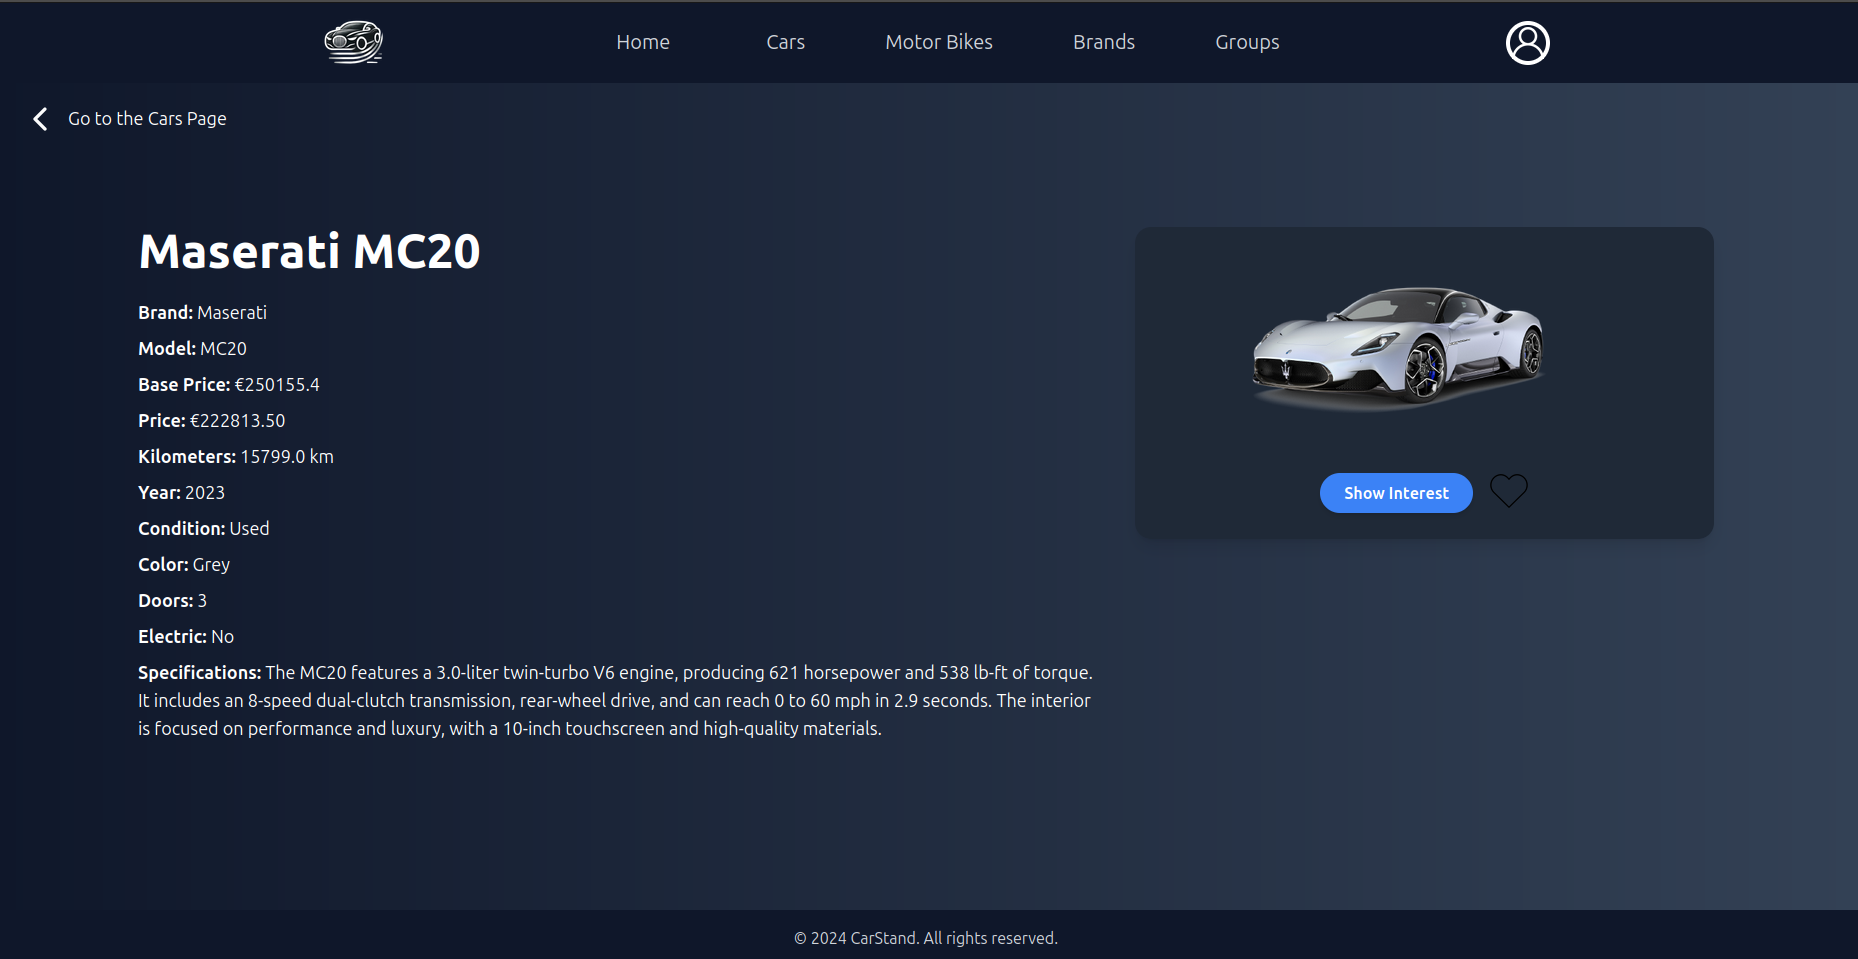 Home
Cars
Motor Bikes
Brands
Groups
Go to the Cars Page
Maserati MC20
Brand: Maserati
Model: MC20
Base Price: €250155.4
Price: €222813.50
Kilometers: 15799.0 km
Year: 2023
Condition: Used
Color: Grey
Doors: 3
Electric: No
Specifications: The MC20 features a 3.0-liter twin-turbo V6 engine, producing 621 horsepower and 538 lb-ft of torque.
It includes an 8-speed dual-clutch transmission, rear-wheel drive, and can reach 0 to 60 mph in 2.9 seconds. The interior
is focused on performance and luxury, with a 10-inch touchscreen and high-quality materials.
Show Interest
© 2024 CarStand. All rights reserved.